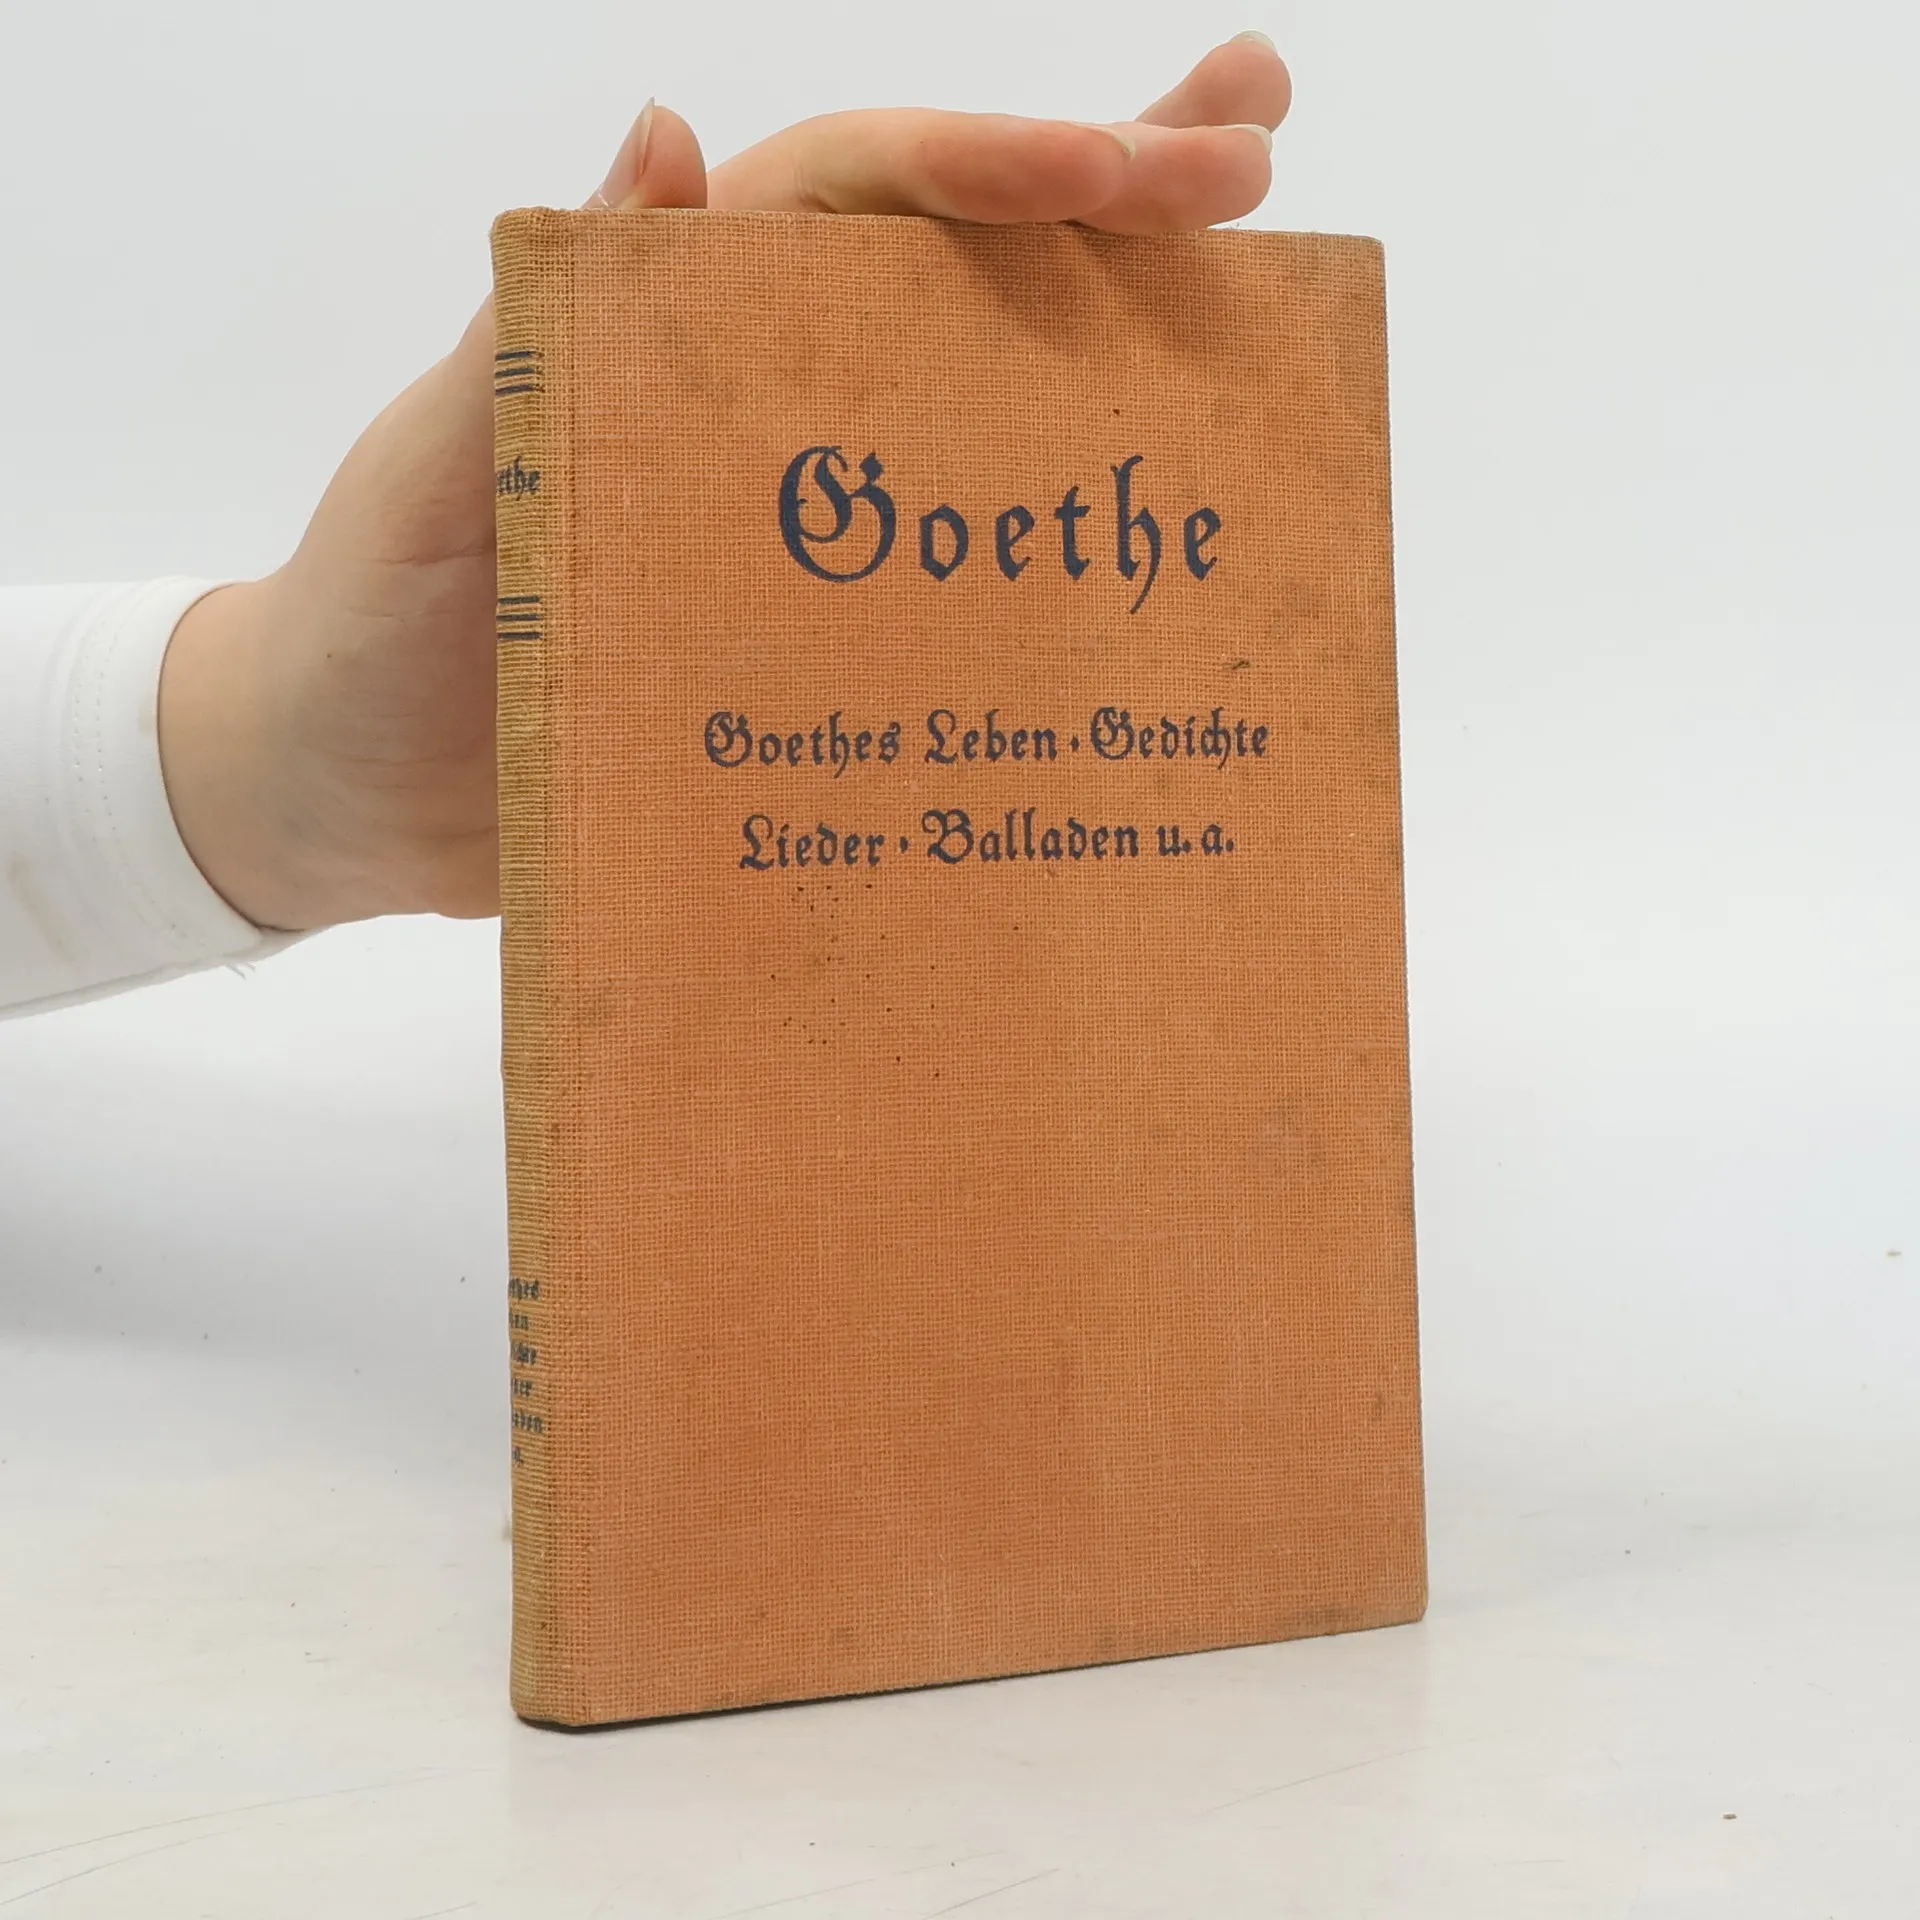 Goethe
Goethes Leben · Gedichte
Lieder · Balladen u. a.